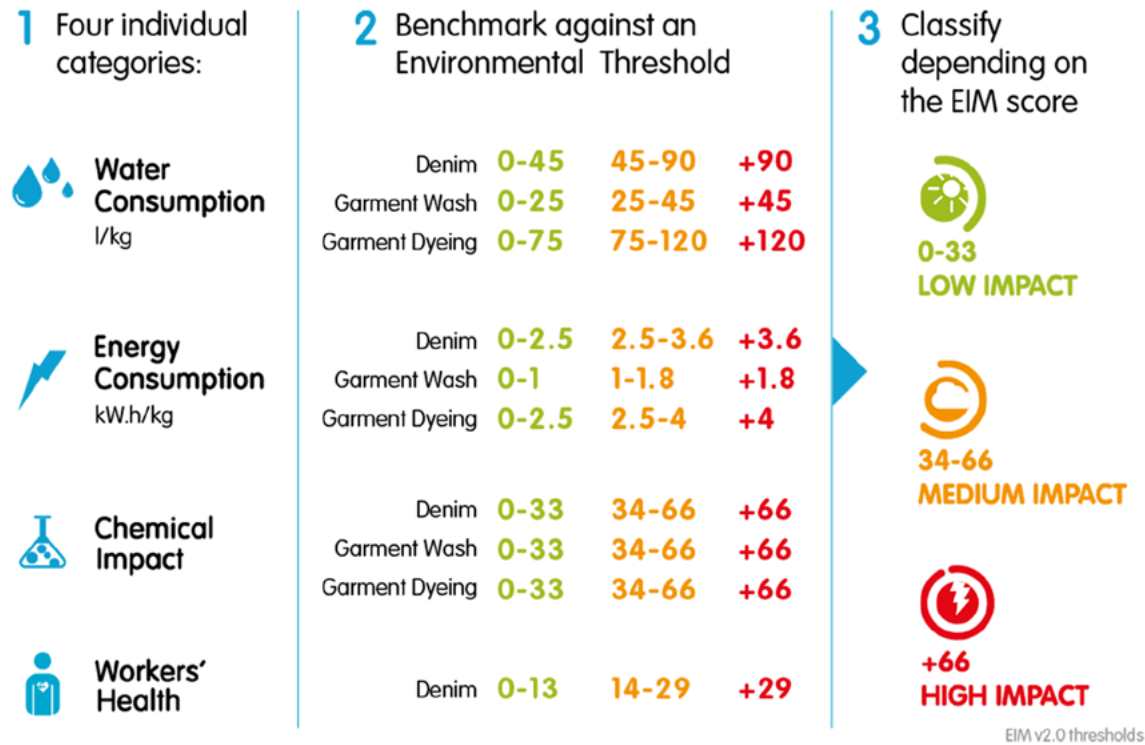 1 Four individual
categories:
Water
Consumption
l/kg
Energy
Consumption
kW.h/kg
Chemical
Impact
Workers’
Health
2 Benchmark against an
Environmental Threshold
Denim 0-45 45-90 +90
Garment Wash 0-25 25-45 +45
Garment Dyeing 0-75 75-120 +120
Denim 0-2.5 2.5-3.6 +3.6
Garment Wash 0-1 1-1.8 +1.8
Garment Dyeing 0-2.5 2.5-4 +4
Denim 0-33 34-66 +66
Garment Wash 0-33 34-66 +66
Garment Dyeing 0-33 34-66 +66
Denim 0-13 14-29 +29
3 Classify
depending on
the EIM score
0-33
LOW IMPACT
34-66
MEDIUM IMPACT
+66
HIGH IMPACT
EIM v2.0 thresholds